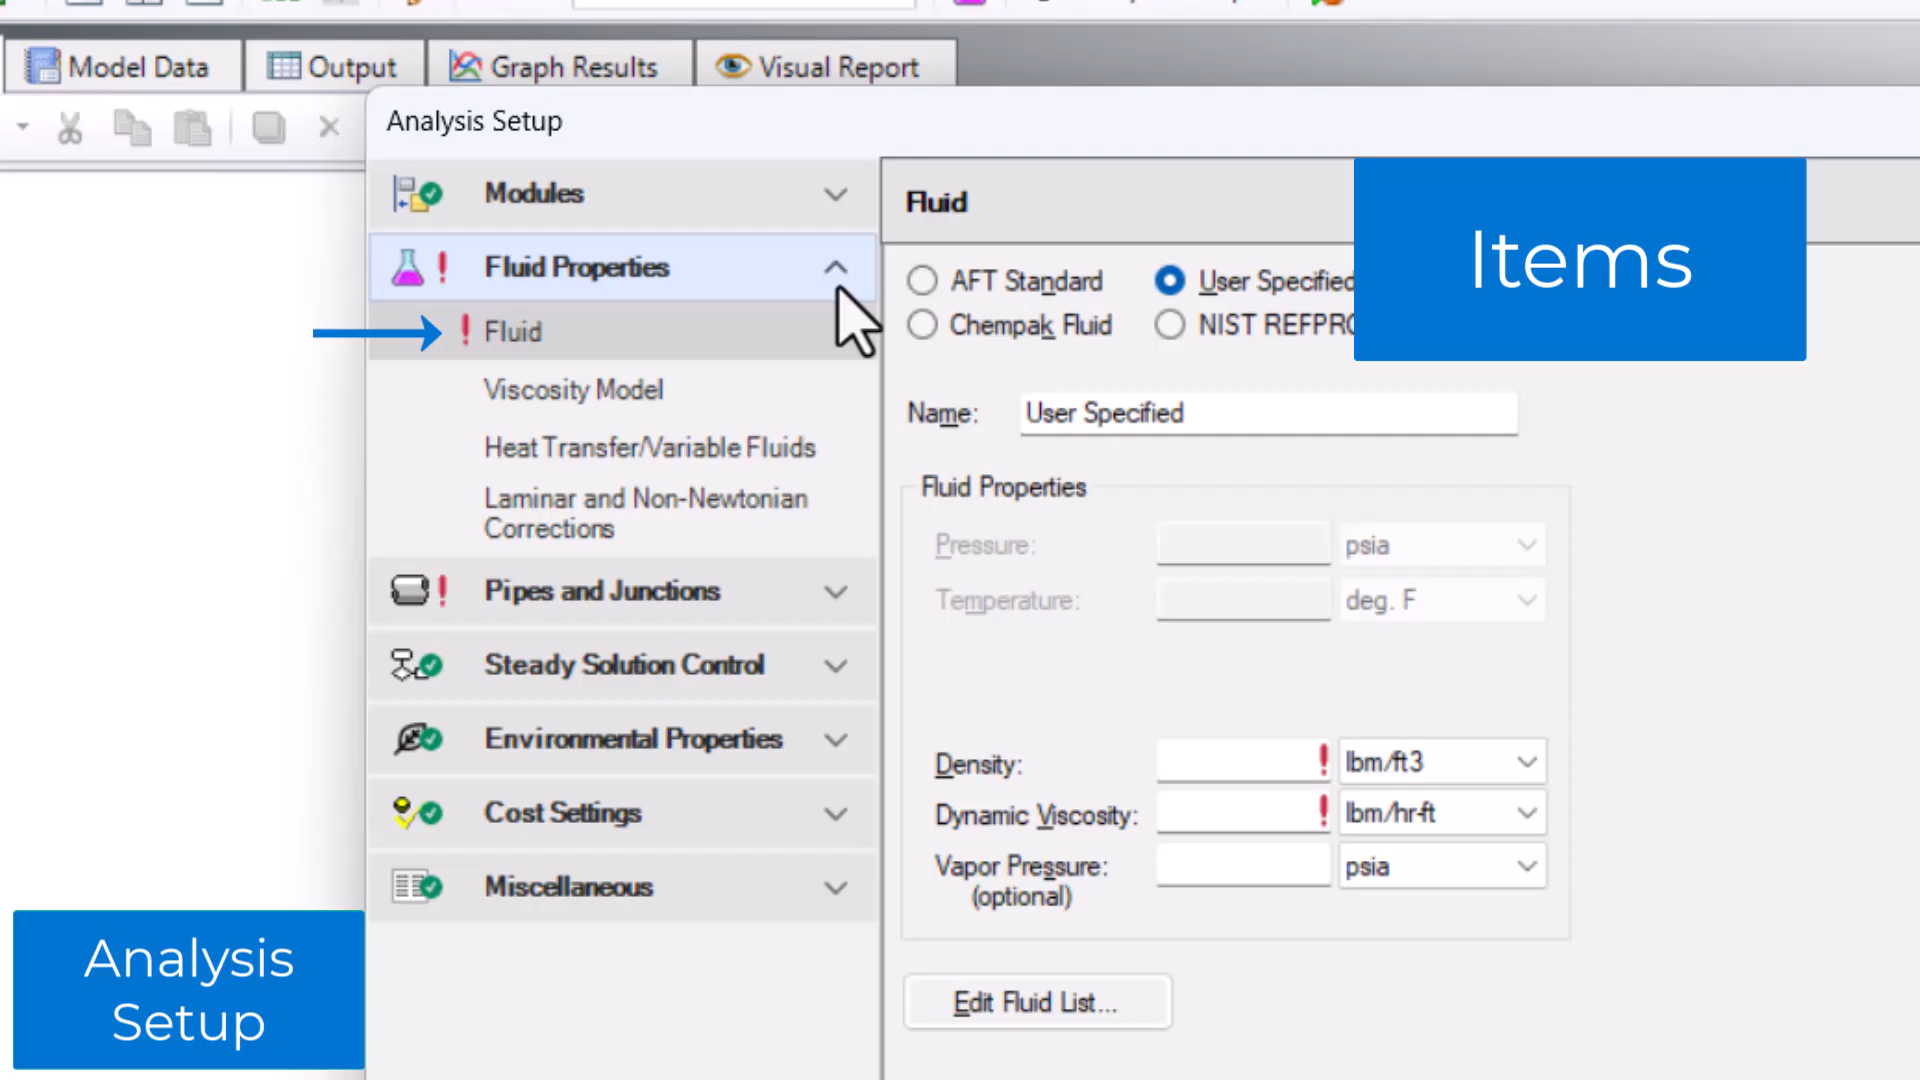 Model Data
Output
Graph Results
Visual Report
Analysis Setup
Modules
Fluid Properties
Fluid
Viscosity Model
Heat Transfer/Variable Fluids
Laminar and Non-Newtonian
Corrections
Pipes and Junctions
Steady Solution Control
Environmental Properties
Cost Settings
Miscellaneous
Fluid
AFT Standard
User Specified
Chempak Fluid
NIST REFPRO
Items
Name: User Specified
Fluid Properties
Pressure: psia
Temperature: deg. F
Density: ! lbm/ft3
Dynamic Viscosity: ! lbm/hr-ft
Vapor Pressure: psia
(optional)
Edit Fluid List...
Analysis
Setup